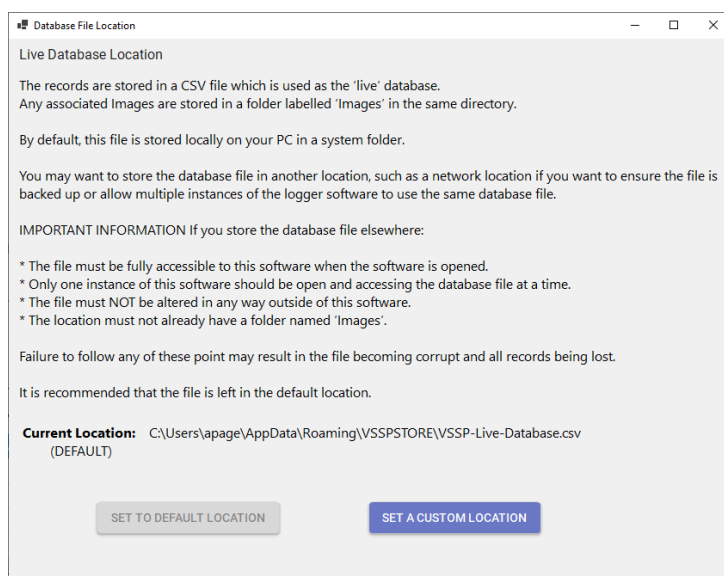 Database File Location
Live Database Location
The records are stored in a CSV file which is used as the ‘live’ database.
Any associated Images are stored in a folder labelled ‘Images’ in the same directory.
By default, this file is stored locally on your PC in a system folder.
You may want to store the database file in another location, such as a network location if you want to ensure the file is
backed up or allow multiple instances of the logger software to use the same database file.
IMPORTANT INFORMATION If you store the database file elsewhere:
* The file must be fully accessible to this software when the software is opened.
* Only one instance of this software should be open and accessing the database file at a time.
* The file must NOT be altered in any way outside of this software.
* The location must not already have a folder named ‘Images’.
Failure to follow any of these point may result in the file becoming corrupt and all records being lost.
It is recommended that the file is left in the default location.
Current Location: C:\Users\apage\AppData\Roaming\VSSPSTORE\VSSP-Live-Database.csv
(DEFAULT)
SET TO DEFAULT LOCATION SET A CUSTOM LOCATION